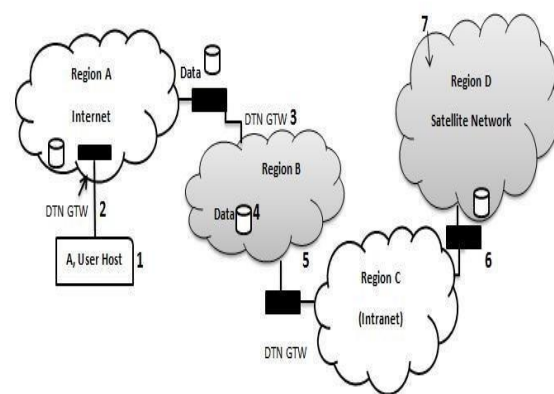 7
Region A
Data
Region D
Internet
Satellite Network
DTN GTW 3
Region B
DTN GTW
2
Data 4
A, User Host
1
5
6
Region C
(Intranet)
DTN GTW